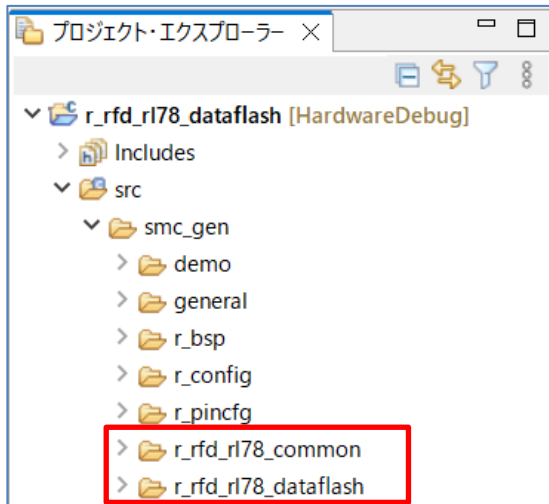 プロジェクト・エクスプローラー
r_rfd_rl78_dataflash [HardwareDebug]
Includes
src
smc_gen
demo
general
r_bsp
r_config
r_pincfg
r_rfd_rl78_common
r_rfd_rl78_dataflash